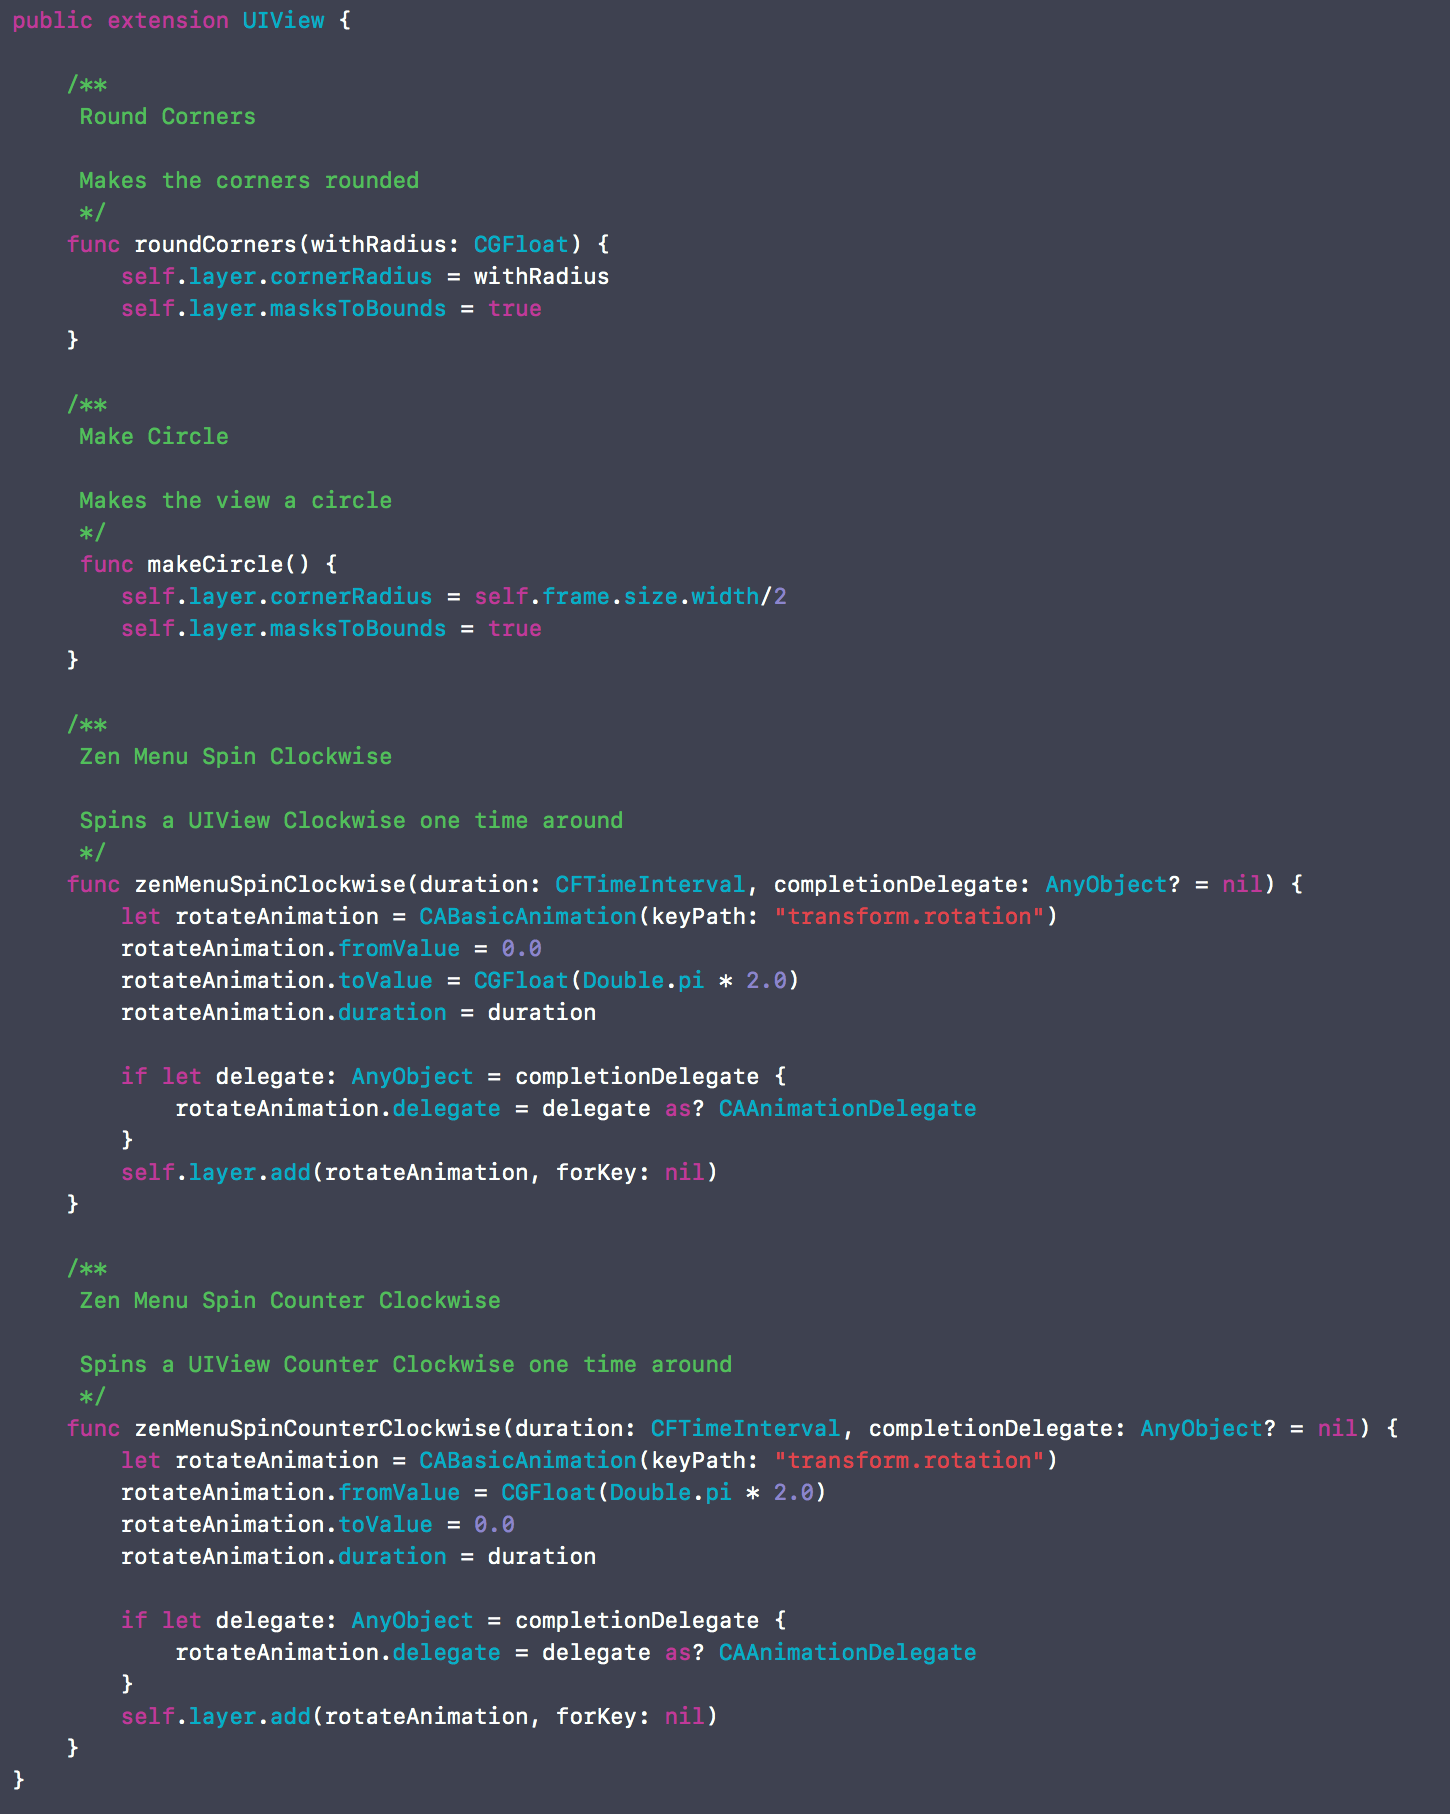 public extension UIView {
/**
Round Corners
Makes the corners rounded
*/
func roundCorners(withRadius: CGFloat) {
self.layer.cornerRadius = withRadius
self.layer.masksToBounds = true
}
/**
Make Circle
Makes the view a circle
*/
func makeCircle() {
self.layer.cornerRadius = self.frame.size.width/2
self.layer.masksToBounds = true
}
/**
Zen Menu Spin Clockwise
Spins a UIView Clockwise one time around
*/
func zenMenuSpinClockwise(duration: CFTimeInterval, completionDelegate: AnyObject? = nil) {
let rotateAnimation = CABasicAnimation(keyPath: "transform.rotation")
rotateAnimation.fromValue = 0.0
rotateAnimation.toValue = CGFloat(Double.pi * 2.0)
rotateAnimation.duration = duration
if let delegate: AnyObject = completionDelegate {
rotateAnimation.delegate = delegate as? CAAnimationDelegate
}
self.layer.add(rotateAnimation, forKey: nil)
}
/**
Zen Menu Spin Counter Clockwise
Spins a UIView Counter Clockwise one time around
*/
func zenMenuSpinCounterClockwise(duration: CFTimeInterval, completionDelegate: AnyObject? = nil) {
let rotateAnimation = CABasicAnimation(keyPath: "transform.rotation")
rotateAnimation.fromValue = CGFloat(Double.pi * 2.0)
rotateAnimation.toValue = 0.0
rotateAnimation.duration = duration
if let delegate: AnyObject = completionDelegate {
rotateAnimation.delegate = delegate as? CAAnimationDelegate
}
self.layer.add(rotateAnimation, forKey: nil)
}
}